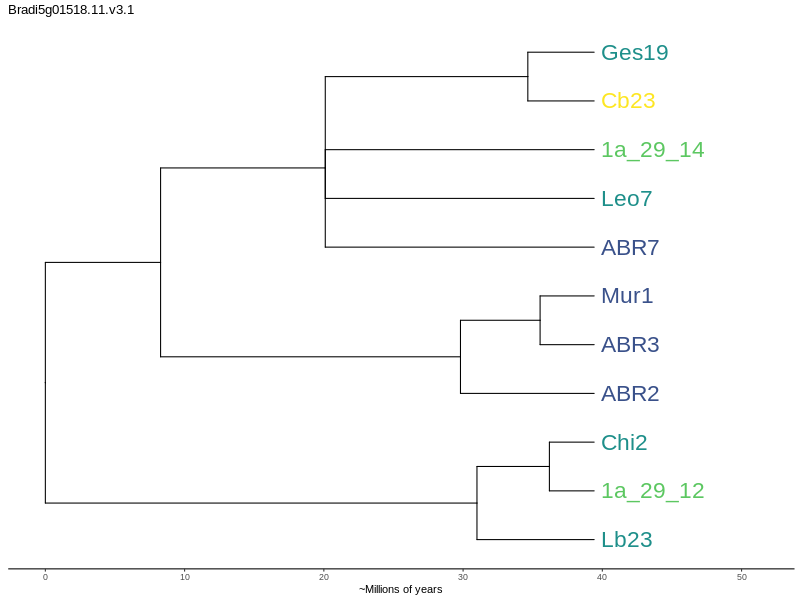 Bradi5g01518.11.v3.1
Ges19
Cb23
1a_29_14
Leo7
ABR7
Mur1
ABR3
ABR2
Chi2
1a_29_12
Lb23
0 10 20 30 40 50
~Millions of years